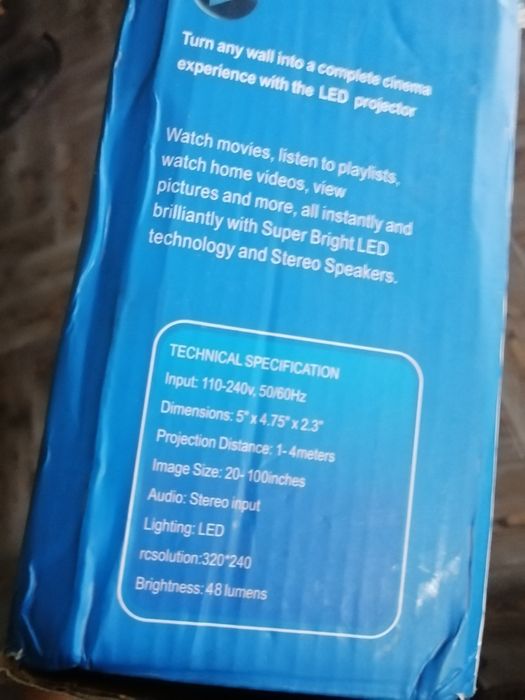 Turn any wall into a complete cinema
experience with the LED projector
Watch movies, listen to playlists,
watch home videos, view
pictures and more, all instantly and
brilliantly with Super Bright LED
technology and Stereo Speakers.
TECHNICAL SPECIFICATION
Input: 110-240v, 50/60Hz
Dimensions: 5" x 4.75" x 2.3"
Projection Distance: 1- 4meters
Image Size: 20- 100inches
Audio: Stereo input
Lighting: LED
rcsolution:320*240
Brightness: 48 lumens